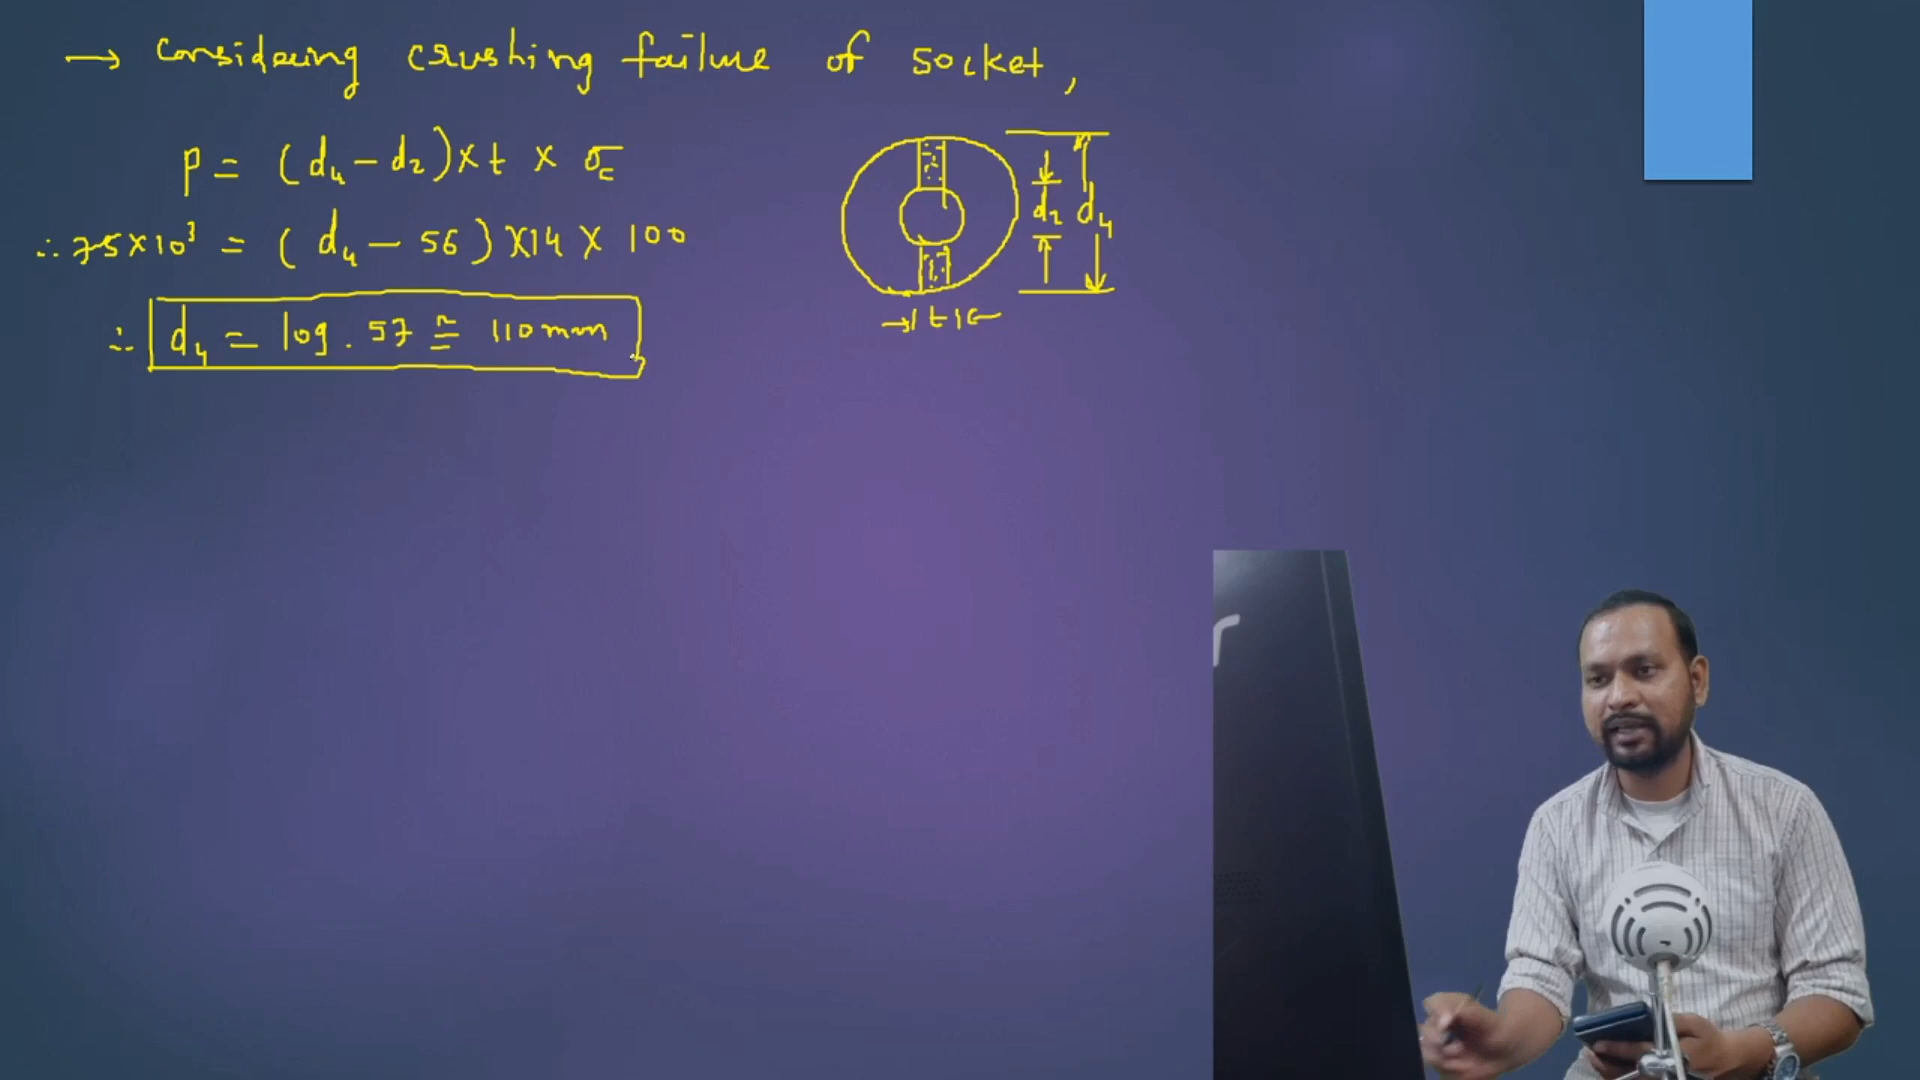 → Considering crushing failure of socket,
P = (d₄ − d₂) × t × σc
∴ 75 × 10³ = (d₄ − 56) × 14 × 100
∴ d₄ = 109.57 ≅ 110 mm
d₂ d₄
t
r